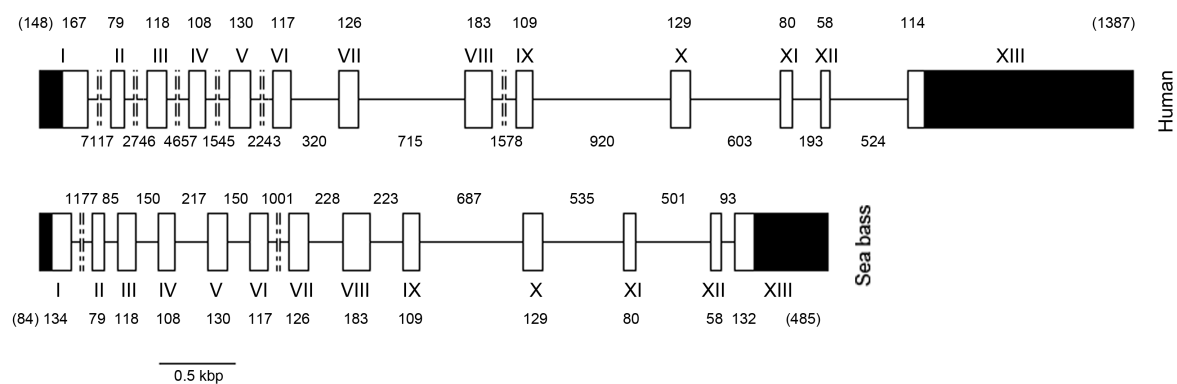 (148) 167 79 118 108 130 117 126 183 109 129 80 58 114 (1387)
I II III IV V VI VII VIII IX X XI XII XIII
Human
7117 2746 4657 1545 2243 320 715 1578 920 603 193 524
1177 85 150 217 150 1001 228 223 687 535 501 93
Sea bass
I II III IV V VI VII VIII IX X XI XII XIII
(84) 134 79 118 108 130 117 126 183 109 129 80 58 132 (485)
0.5 kbp